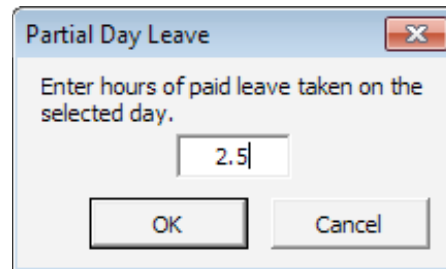 Partial Day Leave
Enter hours of paid leave taken on the
selected day.
2.5
OK
Cancel